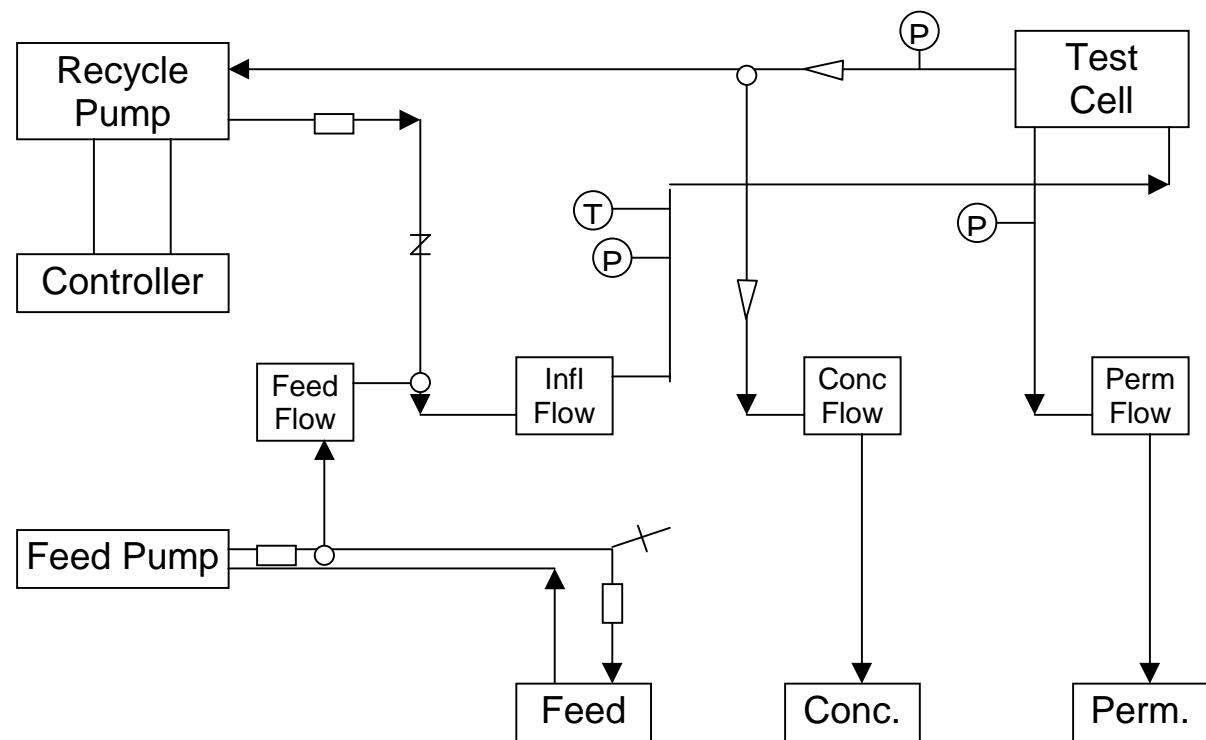 P
Recycle
Pump
Test
Cell
T
P
P
Controller
Feed
Flow
Infl
Flow
Conc
Flow
Perm
Flow
Feed Pump
Feed
Conc.
Perm.